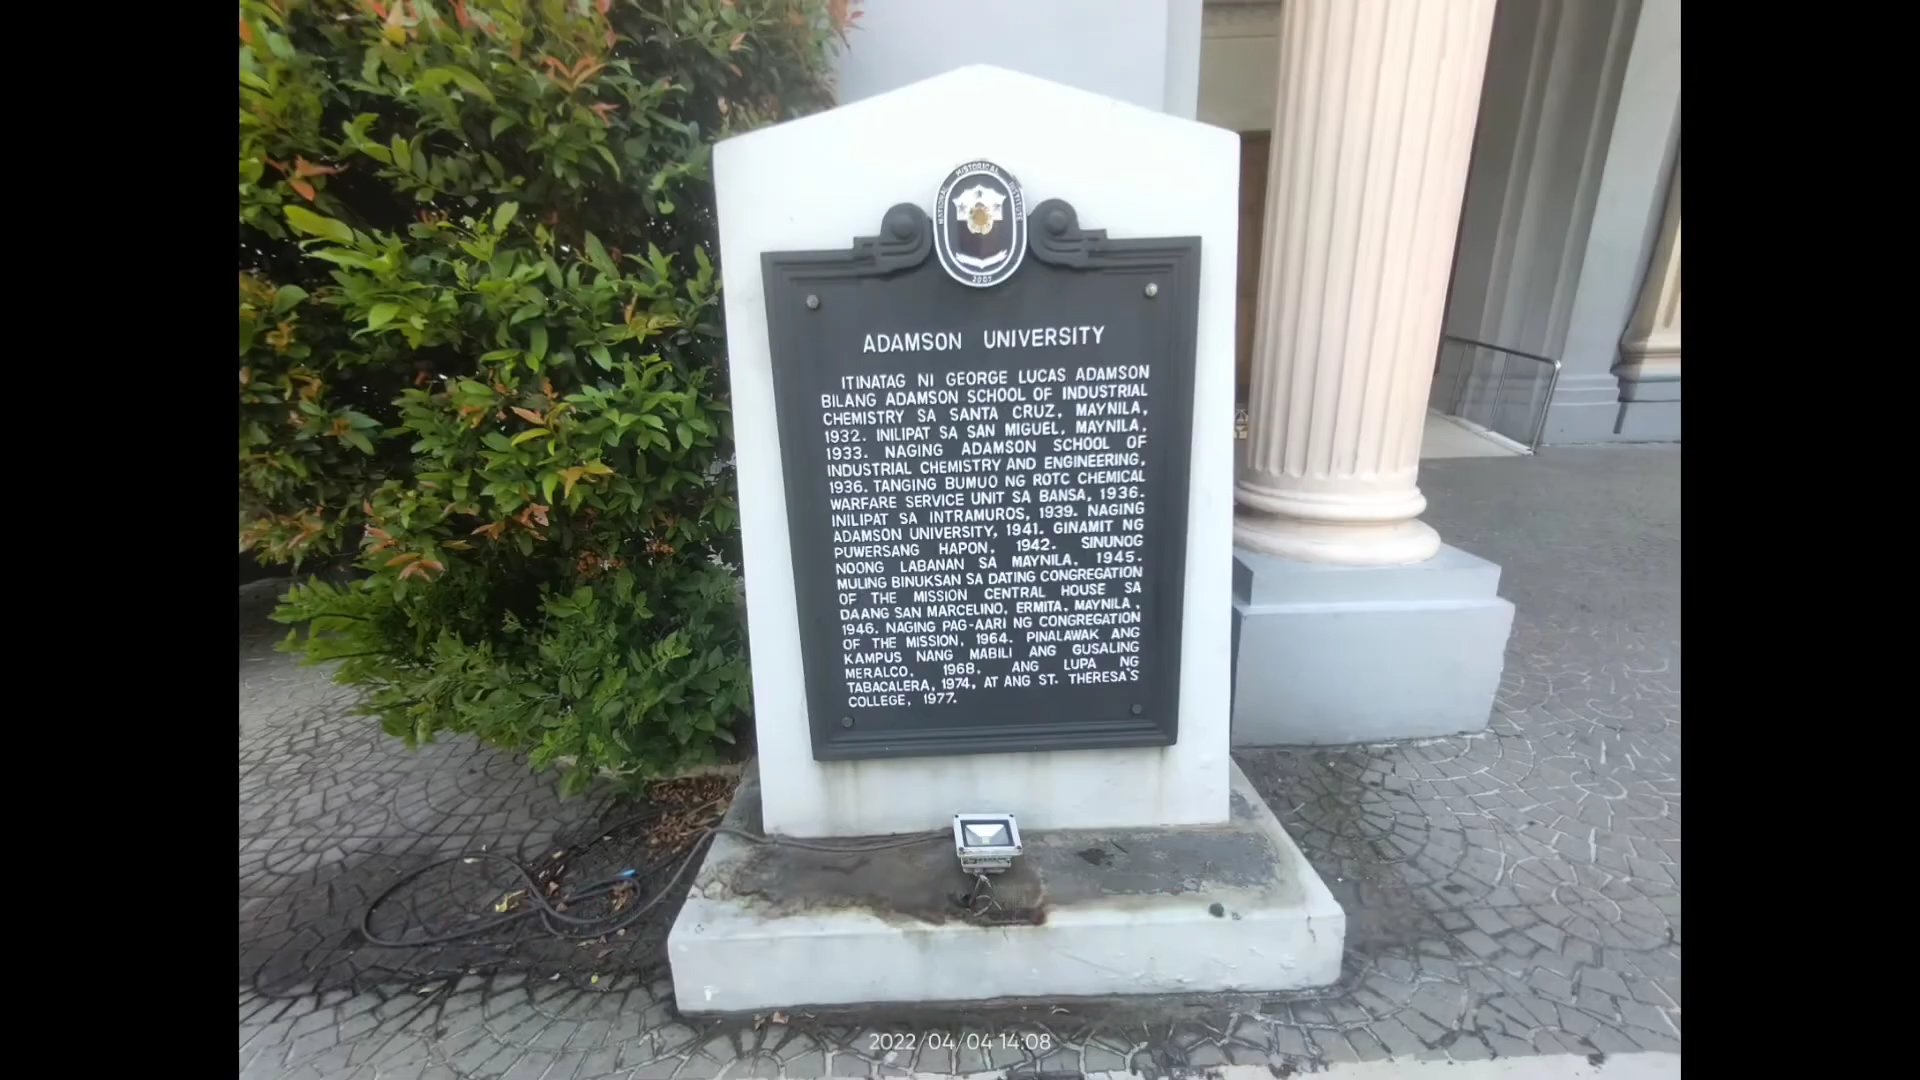 NATIONAL HISTORICAL INSTITUTE
2007
ADAMSON UNIVERSITY
ITINATAG NI GEORGE LUCAS ADAMSON
BILANG ADAMSON SCHOOL OF INDUSTRIAL
CHEMISTRY SA SANTA CRUZ, MAYNILA,
1932. INILIPAT SA SAN MIGUEL, MAYNILA,
1933. NAGING ADAMSON SCHOOL OF
INDUSTRIAL CHEMISTRY AND ENGINEERING,
1936. TANGING BUMUO NG ROTC CHEMICAL
WARFARE SERVICE UNIT SA BANSA, 1936.
INILIPAT SA INTRAMUROS, 1939. NAGING
ADAMSON UNIVERSITY, 1941. GINAMIT NG
PUWERSANG HAPON, 1942. SINUNOG
NOONG LABANAN SA MAYNILA, 1945.
MULING BINUKSAN SA DATING CONGREGATION
OF THE MISSION CENTRAL HOUSE SA
DAANG SAN MARCELINO, ERMITA, MAYNILA,
1946. NAGING PAG-AARI NG CONGREGATION
OF THE MISSION, 1964. PINALAWAK ANG
KAMPUS NANG MABILI ANG GUSALING
MERALCO, 1968, ANG LUPA NG
TABACALERA, 1974, AT ANG ST. THERESA'S
COLLEGE, 1977.
2022/04/04 14:08